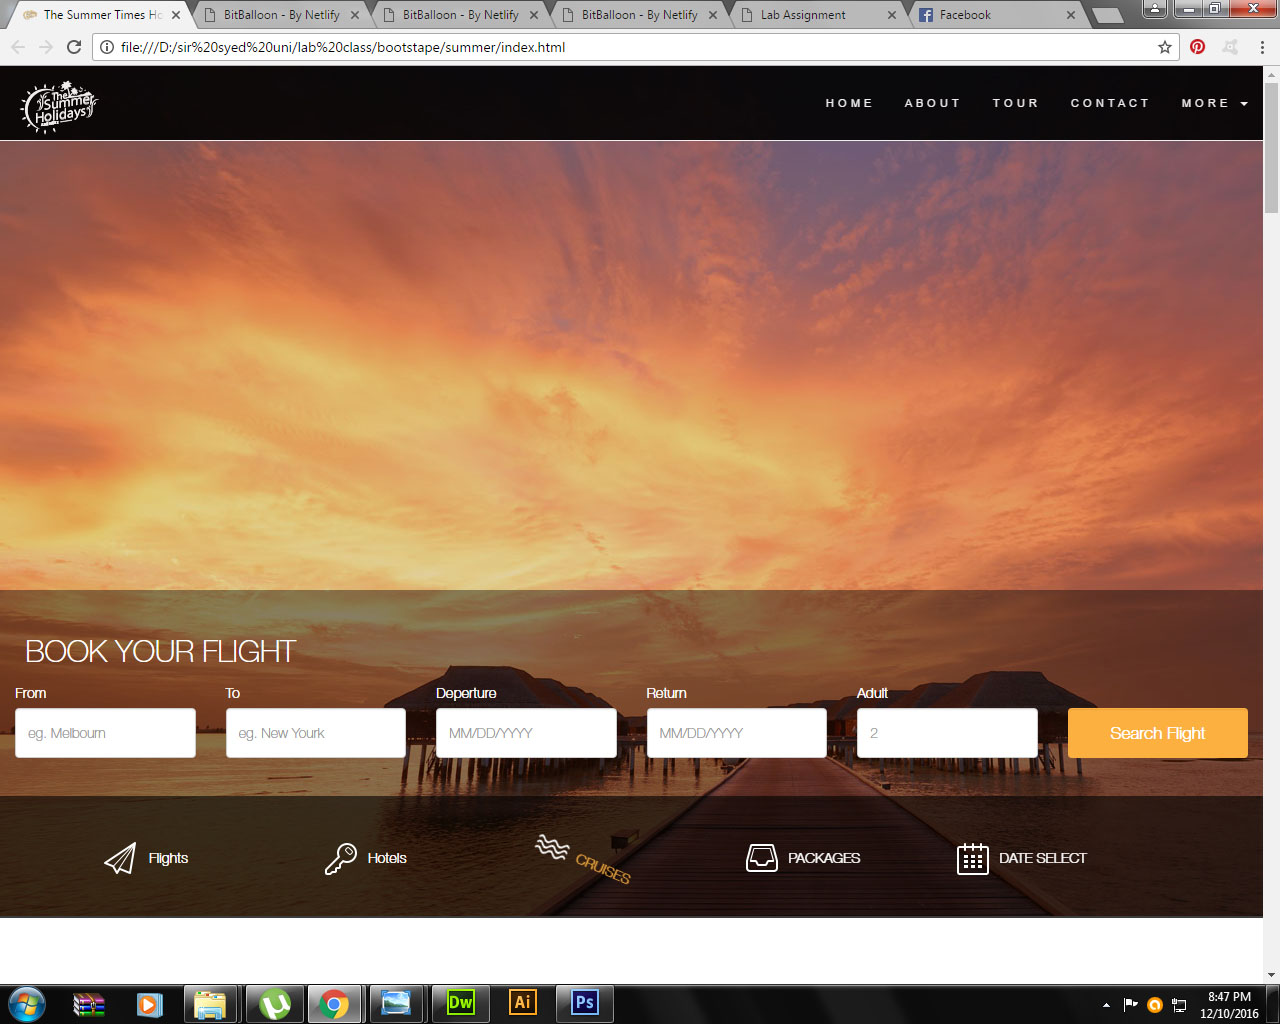 The Summer Times Ho
BitBalloon - By Netlify
BitBalloon - By Netlify
BitBalloon - By Netlify
Lab Assignment
Facebook
file:///D:/sir%20syed%20uni/lab%20class/bootstape/summer/index.html
The Summer Holidays
HOME ABOUT TOUR CONTACT MORE
BOOK YOUR FLIGHT
From To Deperture Return Adult
eg. Melbourn eg. New Yourk MM/DD/YYYY MM/DD/YYYY 2 Search Flight
Flights Hotels CRUISES PACKAGES DATE SELECT
Dw Ai Ps
8:47 PM
12/10/2016